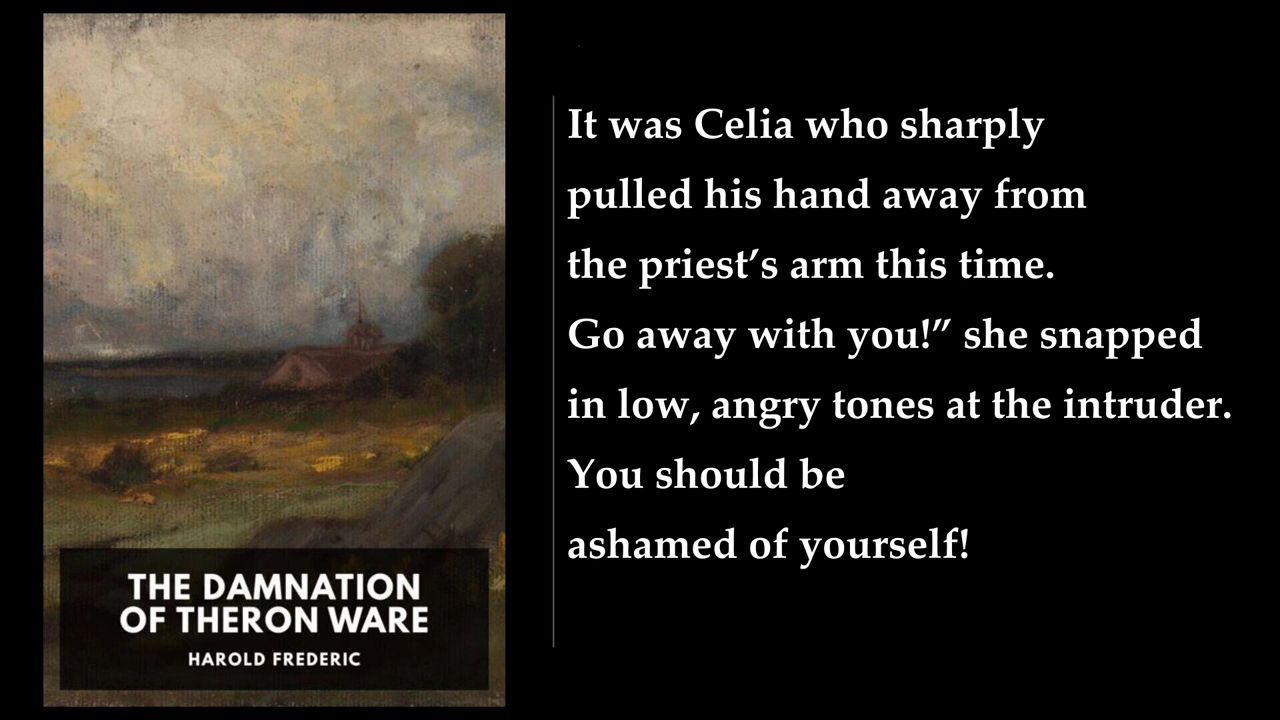 It was Celia who sharply
pulled his hand away from
the priest’s arm this time.
Go away with you!” she snapped
in low, angry tones at the intruder.
You should be
ashamed of yourself!
THE DAMNATION
OF THERON WARE
HAROLD FREDERIC